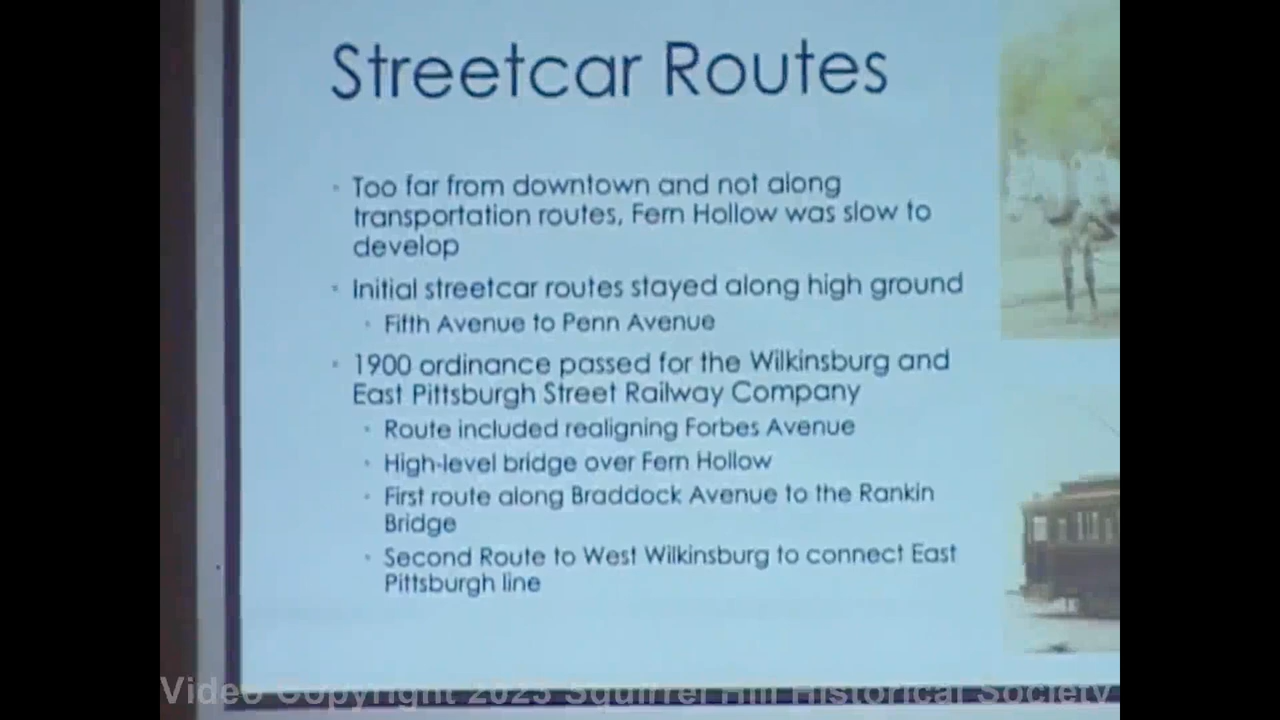 Streetcar Routes
Too far from downtown and not along
transportation routes, Fern Hollow was slow to
develop
Initial streetcar routes stayed along high ground
Fifth Avenue to Penn Avenue
1900 ordinance passed for the Wilkinsburg and
East Pittsburgh Street Railway Company
Route included realigning Forbes Avenue
High-level bridge over Fern Hollow
First route along Braddock Avenue to the Rankin
Bridge
Second Route to West Wilkinsburg to connect East
Pittsburgh line
Video Copyright 2023 Squirrel Hill Historical Society